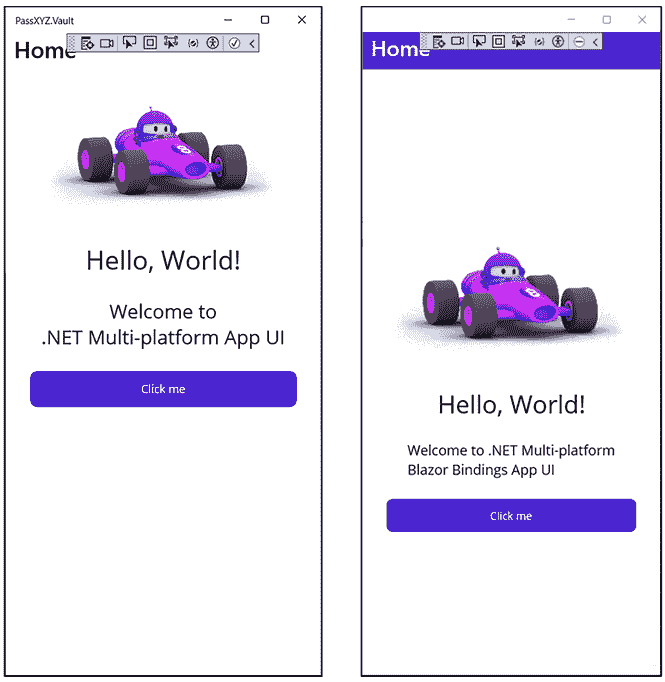 PassXYZ.Vault
Home
Hello, World!
Welcome to
.NET Multi-platform App UI
Click me
Home
Hello, World!
Welcome to .NET Multi-platform
Blazor Bindings App UI
Click me